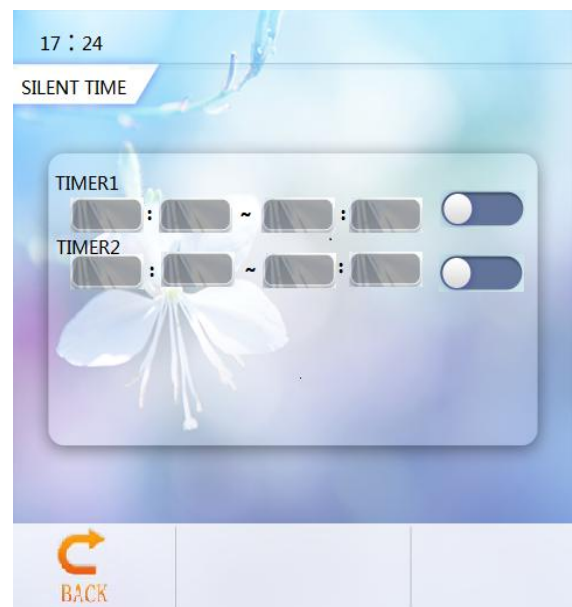 17：24
SILENT TIME
TIMER1
: ~ :
TIMER2
: ~ :
BACK